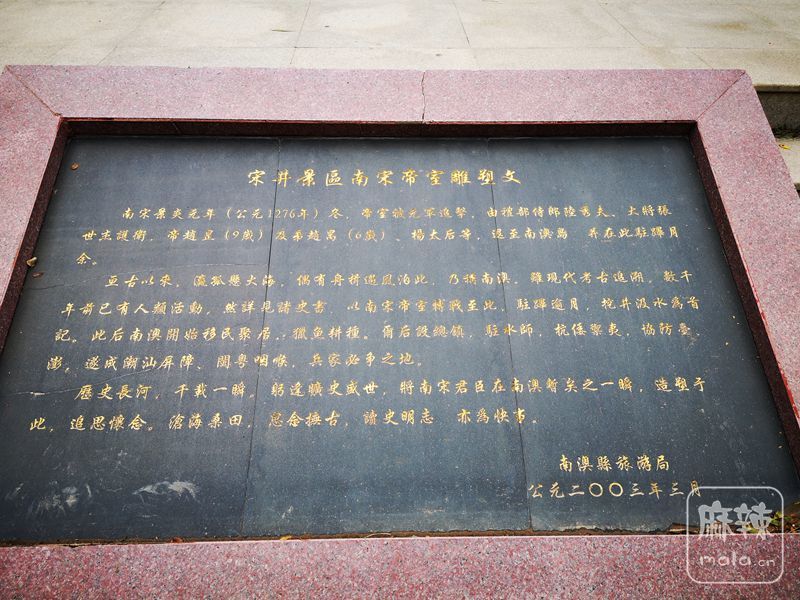 宋井景區南宋帝室雕塑文
南宋景炎元年（公元1276年）冬，帝室被元軍追擊，由禮部侍郎陸秀夫、大將張
世杰護衛，帝趙昰（9歲）及弟趙昺（6歲）、楊太后等，退至南澳島，并在此駐蹕月
余。
亘古以來，瀛孤懸大海，偶有舟楫巡風泊此，乃稱南澳。雖現代考古追溯，數千
年前已有人類活動，然詳見諸史書，以南宋帝室轉戰至此，駐蹕逾月，挖井汲水爲首
記。此后南澳開始移民聚居，獵魚耕種。爾后設總鎮，駐水師，抗倭禦夷，協防臺
澎。遂成潮汕屏障、閩粵咽喉，兵家必爭之地。
歷史長河，千載一瞬。躬逢曠史盛世，將南宋君臣在南澳暫矣之一瞬，造塑于
此，追思懷念。滄海桑田，思念撫古，讀史明志，亦爲快事。
南澳縣旅游局
公元二〇〇三年三月
麻辣
mala.cn